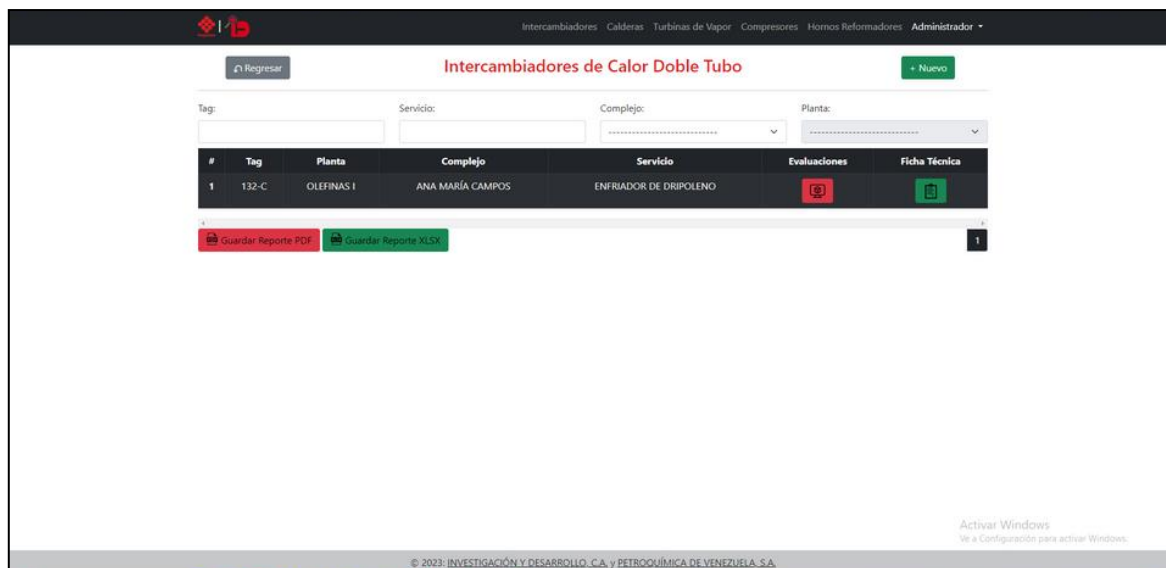 Intercambiadores Calderas Turbinas de Vapor Compresores Hornos Reformadores Administrador
Regresar
Intercambiadores de Calor Doble Tubo
+ Nuevo
Tag: Servicio: Complejo: Planta:
--------------------------- ---------------------------
# Tag Planta Complejo Servicio Evaluaciones Ficha Técnica
1 132-C OLEFINAS I ANA MARÍA CAMPOS ENFRIADOR DE DRIPOLENO
Guardar Reporte PDF Guardar Reporte XLSX 1
Activar Windows
Ve a Configuración para activar Windows.
© 2023: INVESTIGACIÓN Y DESARROLLO, C.A. y PETROQUÍMICA DE VENEZUELA, S.A.